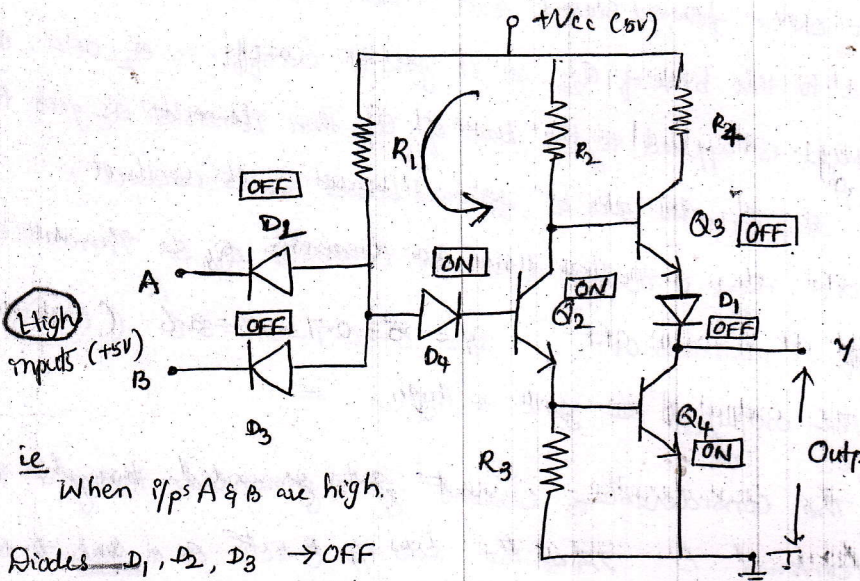 +Vcc (5V)
R1
R2
R4
OFF
D2
A
ON
Q3 OFF
ON
Q2
D1
OFF
High
inputs (+5V)
OFF
B
D4
Y
D3
Q4
ON
R3
Outp
ie
When i/ps A & B are high.
Diodes D1, D2, D3 → OFF